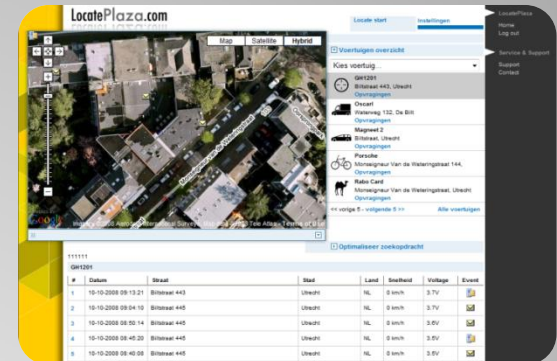 LocatePlaza.com
Locate start
Instellingen
LocatePlaza
Home
Log out
Service & Support
Support
Contact
Map
Satellite
Hybrid
Voertuigen overzicht
Kies voertuig...
GH1201
Biltstraat 443, Utrecht
Opvragingen
Oscar1
Waterweg 132, De Bilt
Opvragingen
Magneet 2
Biltstraat, Utrecht
Opvragingen
Porsche
Monseigneur Van de Weteringstraat 144,
Opvragingen
Rabo Card
Monseigneur Van de Weteringstraat, Utrecht
Opvragingen
<< vorige 5 - volgende 5 >>
Alle voertuigen
Monseigneur van de Weteringstraat
Optimaliseer zoekopdracht
111111
GH1201
# Datum Straat Stad Land Snelheid Voltage Event
1 10-10-2008 09:13:21 Biltstraat 443 Utrecht NL 0 km/h 3.7V
2 10-10-2008 09:04:10 Biltstraat 445 Utrecht NL 0 km/h 3.7V
3 10-10-2008 08:50:14 Biltstraat 445 Utrecht NL 0 km/h 3.6V
4 10-10-2008 08:45:20 Biltstraat 445 Utrecht NL 0 km/h 3.5V
5 10-10-2008 08:40:08 Biltstraat 445 Utrecht NL 0 km/h 3.5V